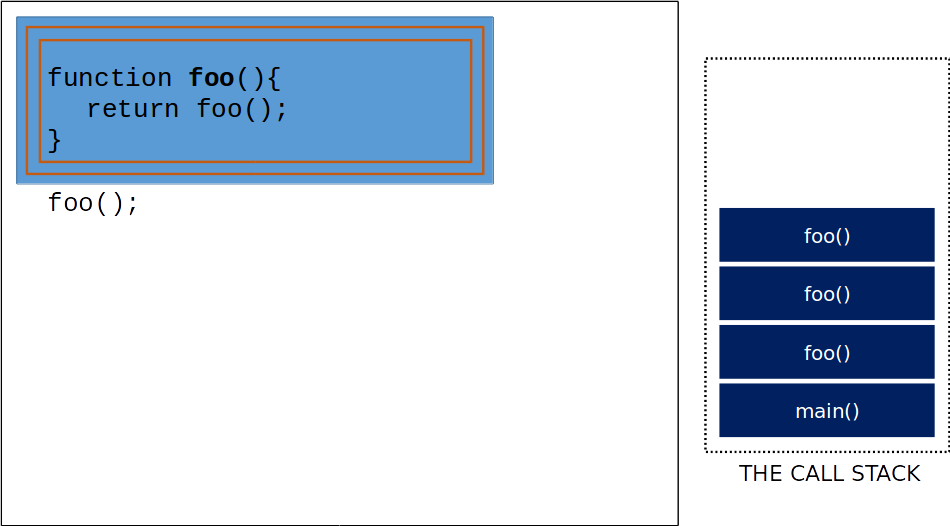 function foo(){
return foo();
}
foo();
foo()
foo()
foo()
main()
THE CALL STACK